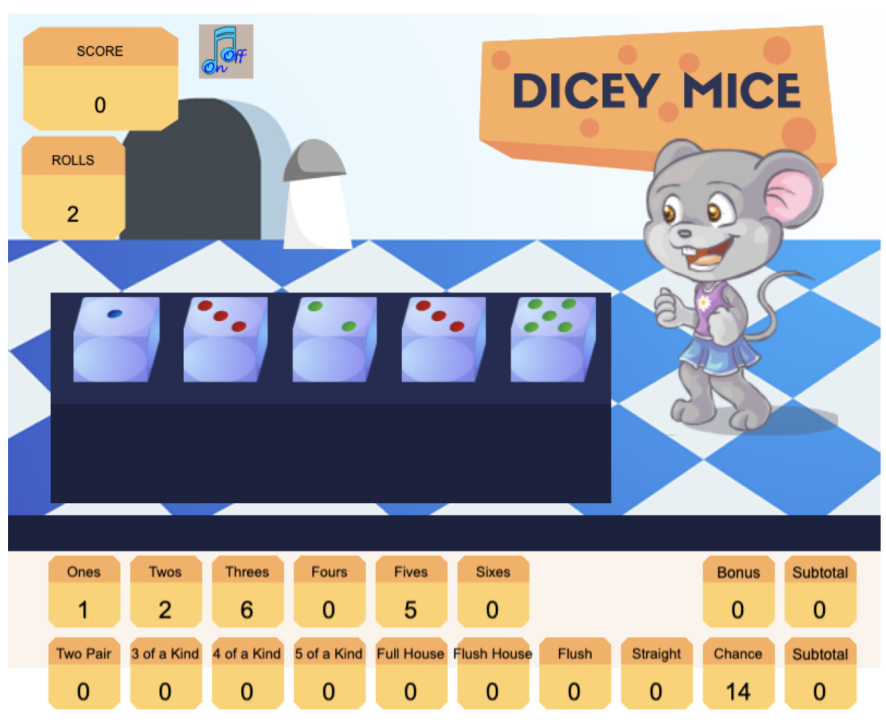 SCORE
0
On Off
DICEY MICE
ROLLS
2
Ones Twos Threes Fours Fives Sixes Bonus Subtotal
1 2 6 0 5 0 0 0
Two Pair 3 of a Kind 4 of a Kind 5 of a Kind Full House Flush House Flush Straight Chance Subtotal
0 0 0 0 0 0 0 0 14 0